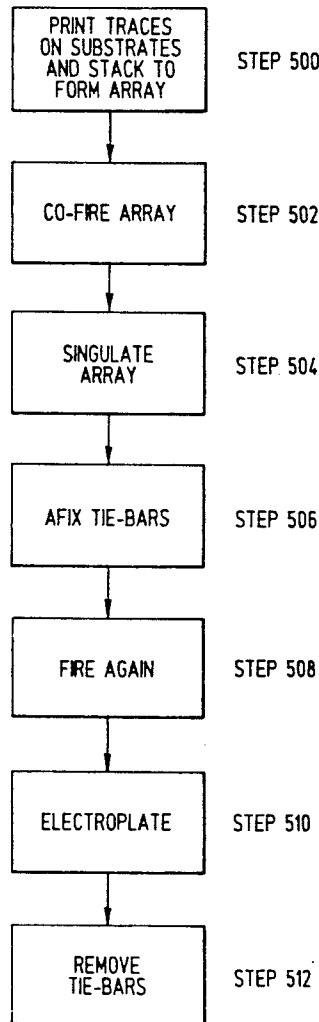 PRINT TRACES
ON SUBSTRATES
AND STACK TO
FORM ARRAY
STEP 500
CO-FIRE ARRAY
STEP 502
SINGULATE
ARRAY
STEP 504
AFIX TIE-BARS
STEP 506
FIRE AGAIN
STEP 508
ELECTROPLATE
STEP 510
REMOVE
TIE-BARS
STEP 512